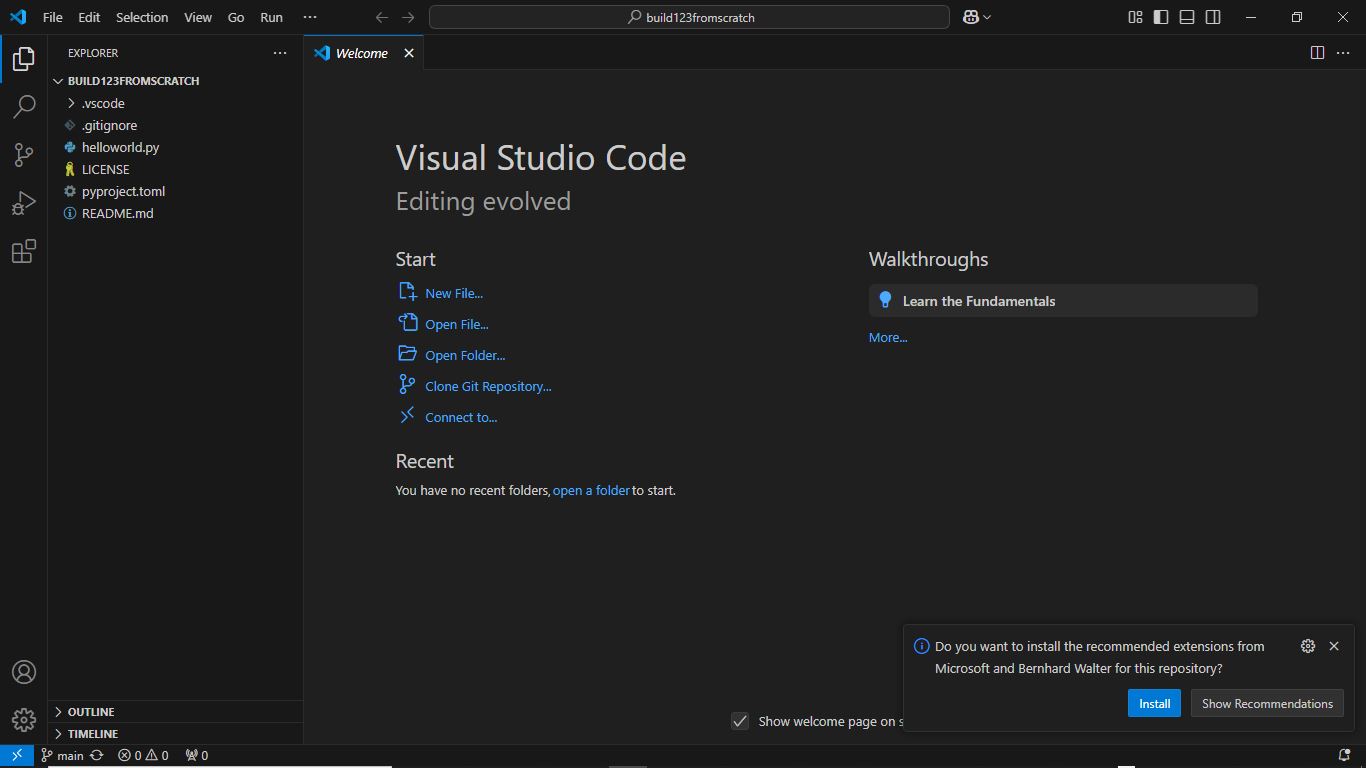 File Edit Selection View Go Run ··· build123fromscratch
EXPLORER ···
Welcome
BUILD123FROMSCRATCH
.vscode
.gitignore
helloworld.py
LICENSE
pyproject.toml
README.md
Visual Studio Code
Editing evolved
Start
New File...
Open File...
Open Folder...
Clone Git Repository...
Connect to...
Recent
You have no recent folders, open a folder to start.
Walkthroughs
Learn the Fundamentals
More...
Do you want to install the recommended extensions from
Microsoft and Bernhard Walter for this repository?
Install Show Recommendations
Show welcome page on s
OUTLINE
TIMELINE
main 0 0 0